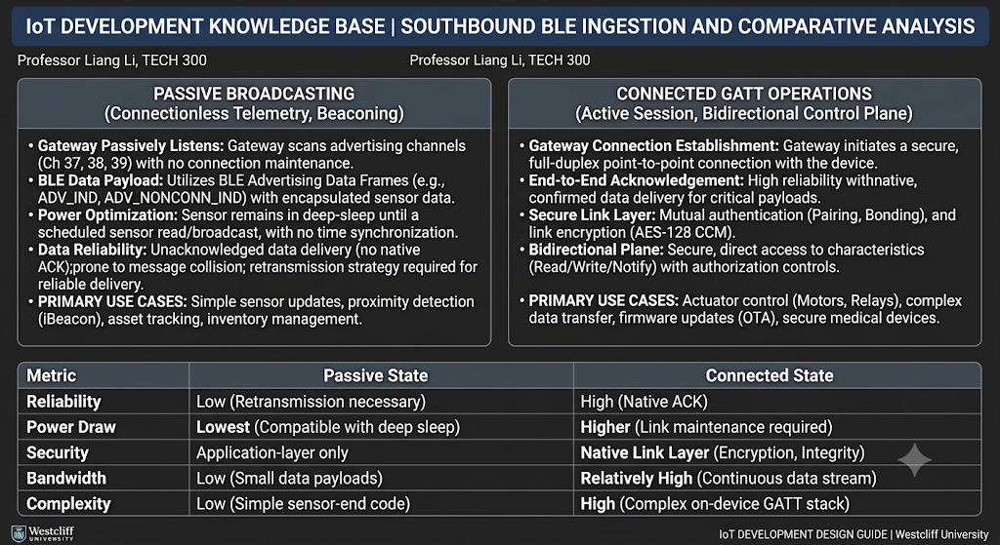 IoT DEVELOPMENT KNOWLEDGE BASE | SOUTHBOUND BLE INGESTION AND COMPARATIVE ANALYSIS
Professor Liang Li, TECH 300
Professor Liang Li, TECH 300
PASSIVE BROADCASTING
(Connectionless Telemetry, Beaconing)
• Gateway Passively Listens: Gateway scans advertising channels
(Ch 37, 38, 39) with no connection maintenance.
• BLE Data Payload: Utilizes BLE Advertising Data Frames (e.g.,
ADV_IND, ADV_NONCONN_IND) with encapsulated sensor data.
• Power Optimization: Sensor remains in deep-sleep until a
scheduled sensor read/broadcast, with no time synchronization.
• Data Reliability: Unacknowledged data delivery (no native
ACK);prone to message collision; retransmission strategy required for
reliable delivery.
• PRIMARY USE CASES: Simple sensor updates, proximity detection
(iBeacon), asset tracking, inventory management.
CONNECTED GATT OPERATIONS
(Active Session, Bidirectional Control Plane)
• Gateway Connection Establishment: Gateway initiates a secure,
full-duplex point-to-point connection with the device.
• End-to-End Acknowledgement: High reliability withnative,
confirmed data delivery for critical payloads.
• Secure Link Layer: Mutual authentication (Pairing, Bonding), and
link encryption (AES-128 CCM).
• Bidirectional Plane: Secure, direct access to characteristics
(Read/Write/Notify) with authorization controls.
• PRIMARY USE CASES: Actuator control (Motors, Relays), complex
data transfer, firmware updates (OTA), secure medical devices.
Metric Passive State Connected State
Reliability Low (Retransmission necessary) High (Native ACK)
Power Draw Lowest (Compatible with deep sleep) Higher (Link maintenance required)
Security Application-layer only Native Link Layer (Encryption, Integrity)
Bandwidth Low (Small data payloads) Relatively High (Continuous data stream)
Complexity Low (Simple sensor-end code) High (Complex on-device GATT stack)
Westcliff
UNIVERSITY
IoT DEVELOPMENT DESIGN GUIDE | Westcliff University